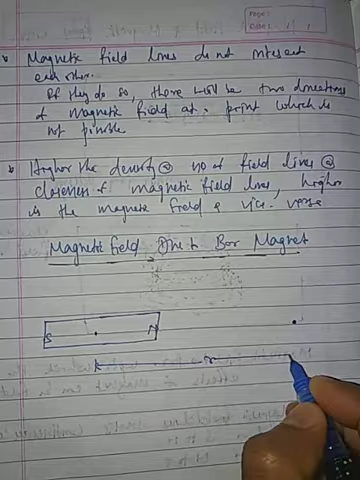 Page:
Date:
Magnetic field lines do not intersect
each other.
If they do so, there will be two directions
of magnetic field at a point which is
not possible
Higher the density @ no of field lines @
closeness of magnetic field lines, higher
is the magnetic field & vice-versa
Magnetic field Due to Bar Magnet
S N
r